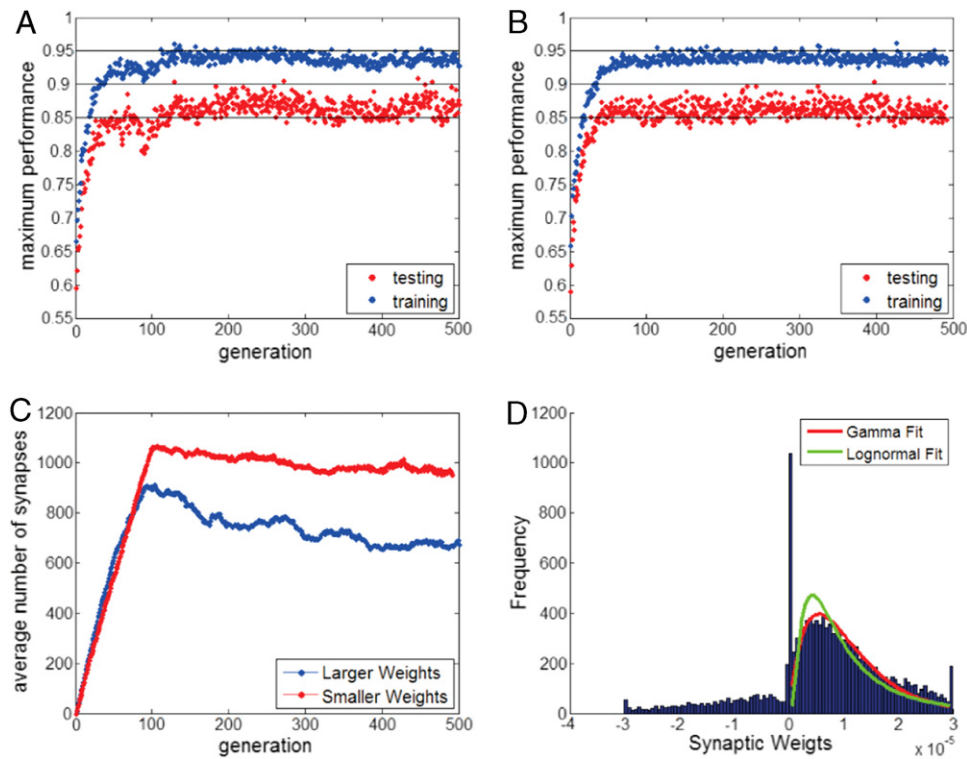 A
maximum performance
1
0.95
0.9
0.85
0.8
0.75
0.7
0.65
0.6
0.55
0 100 200 300 400 500
generation
testing
training
B
maximum performance
1
0.95
0.9
0.85
0.8
0.75
0.7
0.65
0.6
0.55
0 100 200 300 400 500
generation
testing
training
C
average number of synapses
1200
1000
800
600
400
200
0
0 100 200 300 400 500
generation
Larger Weights
Smaller Weights
D
Frequency
1200
1000
800
600
400
200
0
-4 -3 -2 -1 0 1 2 3
Synaptic Weigts
x 10^-5
Gamma Fit
Lognormal Fit